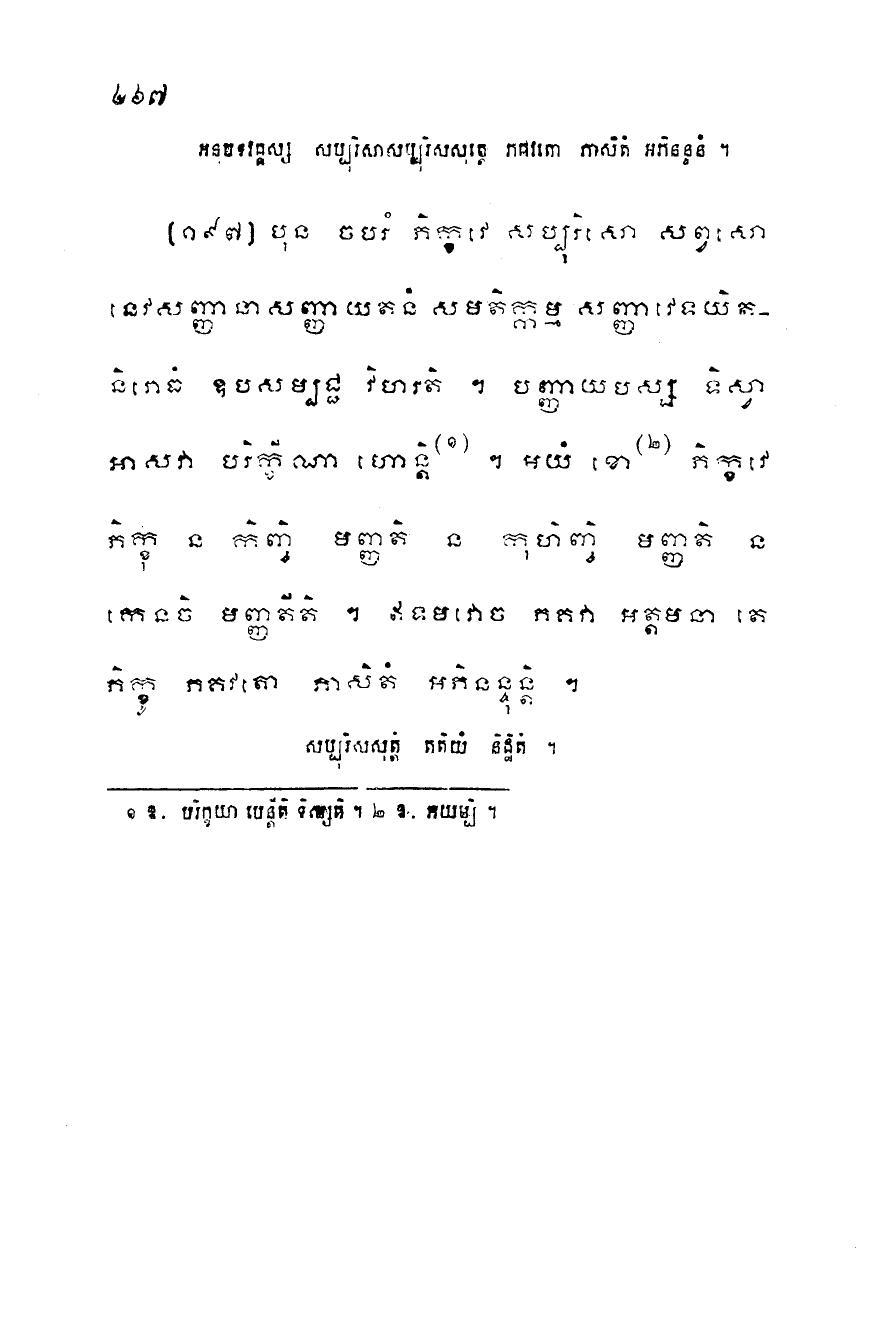 ៤៦៧
អនុបទវគ្គស្ស សប្បុរិសាសប្បុរិសសុត្តេ ភគវតោ ភាសិតំ អភិនន្ទនំ ។
(១៩៧) បុន ចបរំ ភិក្ខវេ សប្បុរិសោ សព្វសោ
នេវសញ្ញានាសញ្ញាយតនំ សមតិក្កម្ម សញ្ញាវេទយិត-
និរោធំ ឧបសម្បជ្ជ វិហរតិ ។ បញ្ញាយបស្ស ទិស្វា
អាសវា បរិក្ខីណា ហោន្តិ(១) ។ អយំ ខោ(២) ភិក្ខវេ
ភិក្ខុ ន កិញ្ចិ មញ្ញតិ ន កុហិញ្ចិ មញ្ញតិ ន
កេនចិ មញ្ញតីតិ ។ ឥទមវោច ភគវា អត្តមនា តេ
ភិក្ខូ ភគវតោ ភាសិតំ អភិនន្ទុន្តិ ។
សប្បុរិសសុត្តំ តតិយំ និដ្ឋិតំ ។
១ ឱ. បរិក្ខយា បេន្តីតិ ទិស្សតិ ។ ២ ឱ. ភយម្បិ ។